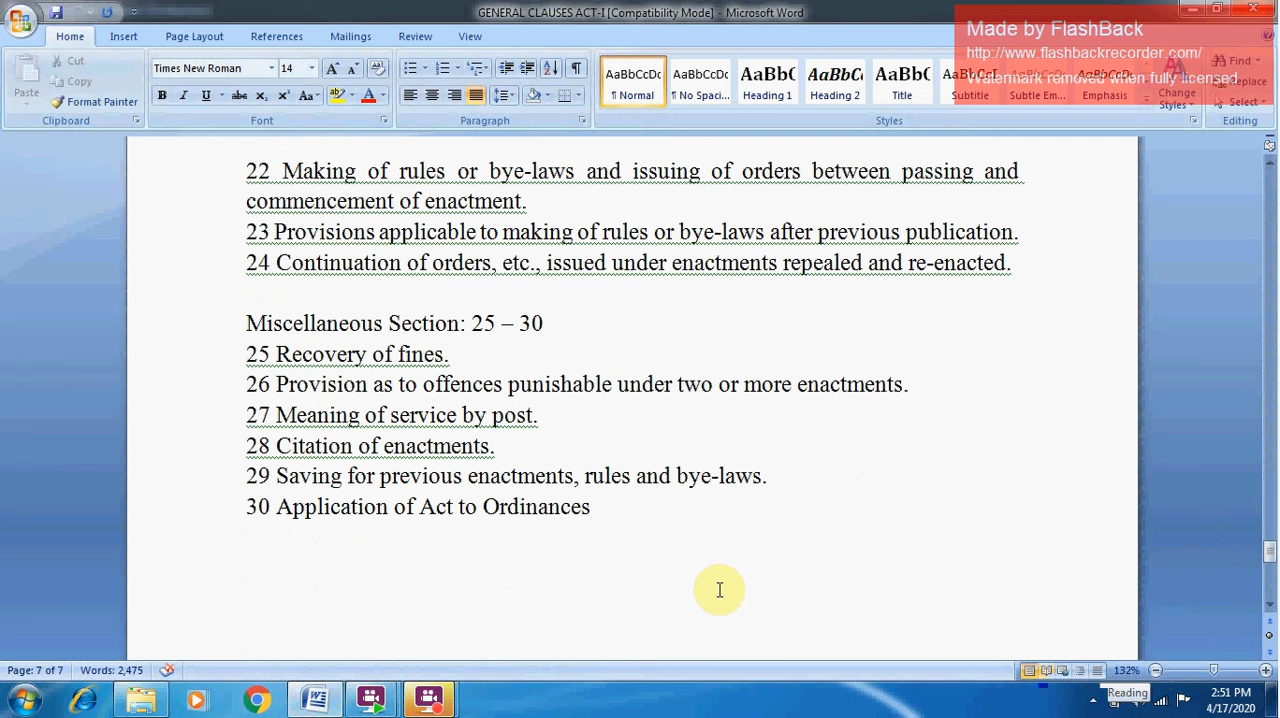 GENERAL CLAUSES ACT-I [Compatibility Mode] - Microsoft Word
Made by FlashBack
http://www.flashbackrecorder.com/
Watermark removed when fully licensed
Home Insert Page Layout References Mailings Review View
Paste
Cut
Copy
Format Painter
Clipboard
Times New Roman 14
Font
Paragraph
AaBbCcDc AaBbCcDc AaBbC AaBbCc AaBbCc
¶ Normal ¶ No Spaci... Heading 1 Heading 2 Title Subtitle Subtle Em... Emphasis
Change
Styles
Styles
Find
Replace
Select
Editing
22 Making of rules or bye-laws and issuing of orders between passing and
commencement of enactment.
23 Provisions applicable to making of rules or bye-laws after previous publication.
24 Continuation of orders, etc., issued under enactments repealed and re-enacted.
Miscellaneous Section: 25 – 30
25 Recovery of fines.
26 Provision as to offences punishable under two or more enactments.
27 Meaning of service by post.
28 Citation of enactments.
29 Saving for previous enactments, rules and bye-laws.
30 Application of Act to Ordinances
Page: 7 of 7 Words: 2,475 132%
Reading
2:51 PM
4/17/2020